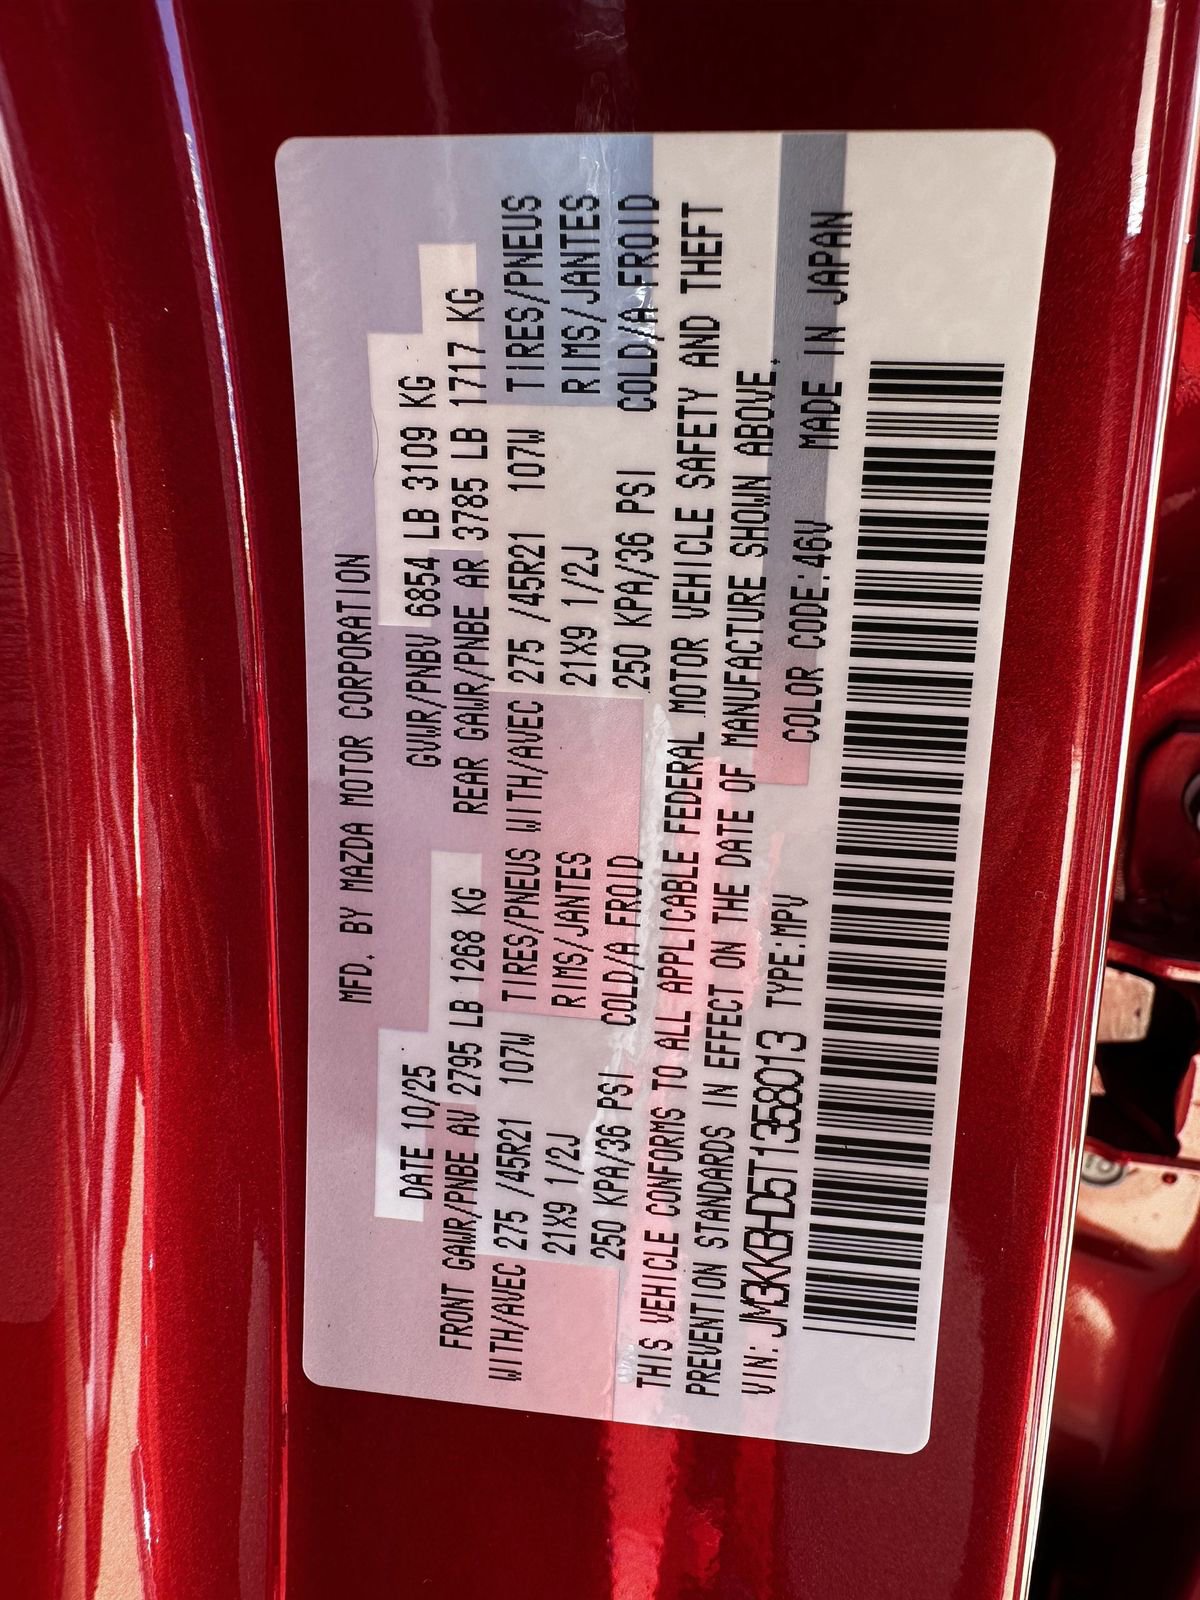 MFD. BY MAZDA MOTOR CORPORATION
DATE 10/25 GVWR/PNBV 6854 LB 3109 KG
FRONT GAWR/PNBE AV 2795 LB 1268 KG REAR GAWR/PNBE AR 3785 LB 1717 KG
WITH/AVEC 275 /45R21 107W TIRES/PNEUS WITH/AVEC 275 /45R21 107W TIRES/PNEUS
21X9 1/2J RIMS/JANTES 21X9 1/2J RIMS/JANTES
250 KPA/36 PSI COLD/A FROID 250 KPA/36 PSI COLD/A FROID
THIS VEHICLE CONFORMS TO ALL APPLICABLE FEDERAL MOTOR VEHICLE SAFETY AND THEFT
PREVENTION STANDARDS IN EFFECT ON THE DATE OF MANUFACTURE SHOWN ABOVE.
VIN: JM3KKBHD5T1358013 TYPE:MPV COLOR CODE:46V MADE IN JAPAN